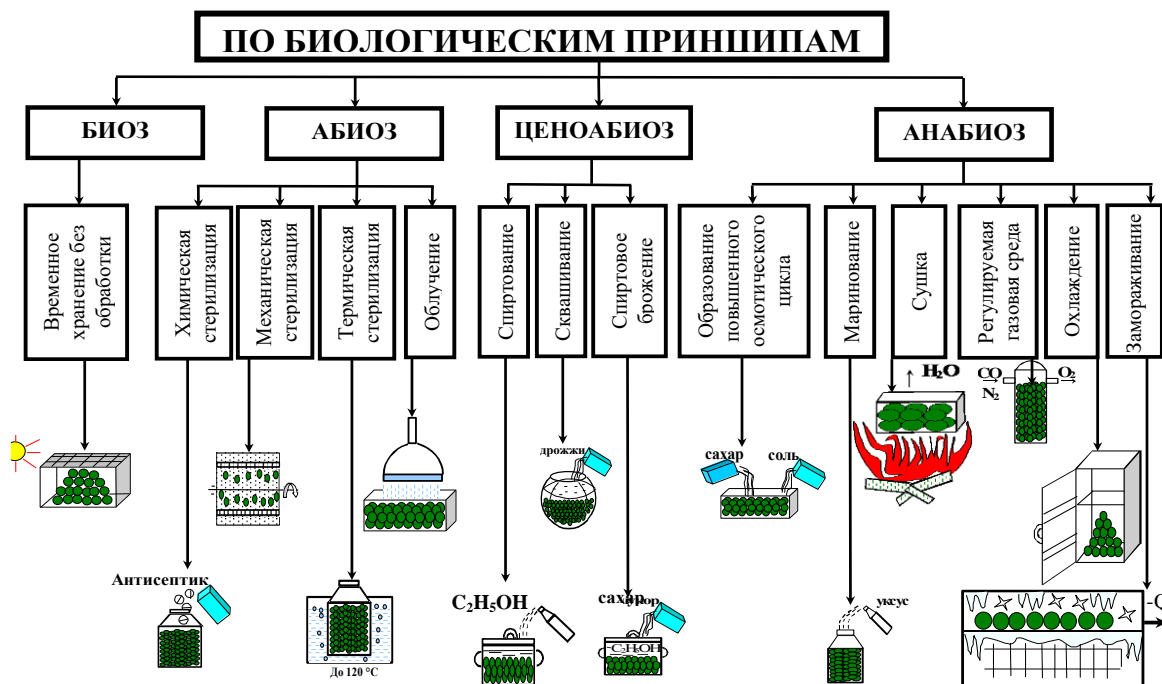 ПО БИОЛОГИЧЕСКИМ ПРИНЦИПАМ
БИОЗ
АБИОЗ
ЦЕНОАБИОЗ
АНАБИОЗ
Временное
хранение без
обработки
Химическая
стерилизация
Механическая
стерилизация
Термическая
стерилизация
Облучение
Спиртование
Сквашивание
Спиртовое
брожение
Образование
повышенного
осмотического
цикла
Маринование
Сушка
Регулируемая
газовая среда
Охлаждение
Замораживание
H₂O
CO
N₂
O₂
дрожжи
сахар
соль
Антисептик
До 120 °C
C₂H₅OH
сахар
C₂H₅OH
уксус
-Q